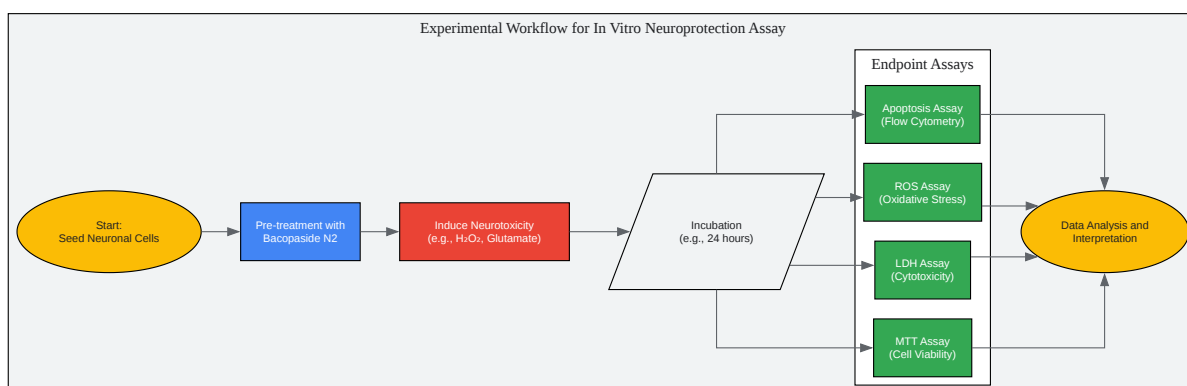 Experimental Workflow for In Vitro Neuroprotection Assay
Start:
Seed Neuronal Cells
Pre-treatment with
Bacopaside N2
Induce Neurotoxicity
(e.g., H₂O₂, Glutamate)
Incubation
(e.g., 24 hours)
Endpoint Assays
Apoptosis Assay
(Flow Cytometry)
ROS Assay
(Oxidative Stress)
LDH Assay
(Cytotoxicity)
MTT Assay
(Cell Viability)
Data Analysis and
Interpretation